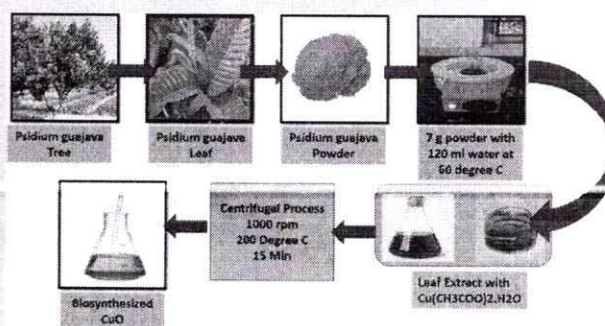 Psidium guajava
Tree
Psidium guajava
Leaf
Psidium guajava
Powder
7 g powder with
120 ml water at
60 degree C
Leaf Extract with
Cu(CH3COO)2.H2O
Centrifugal Process
1000 rpm
200 Degree C
15 Min
Biosynthesized
CuO